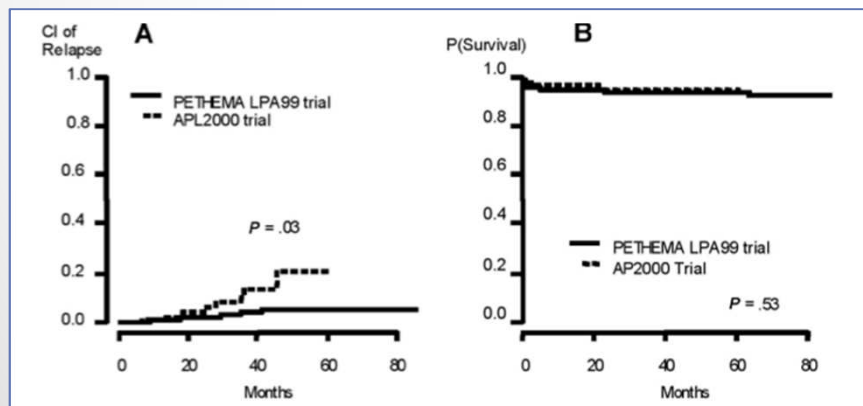 A
CI of
Relapse
1.0
0.8
0.6
0.4
0.2
0.0
PETHEMA LPA99 trial
APL2000 trial
P = .03
0 20 40 60 80
Months
B
P(Survival)
1.0
0.8
0.6
0.4
0.2
0.0
PETHEMA LPA99 trial
AP2000 Trial
P = .53
0 20 40 60 80
Months